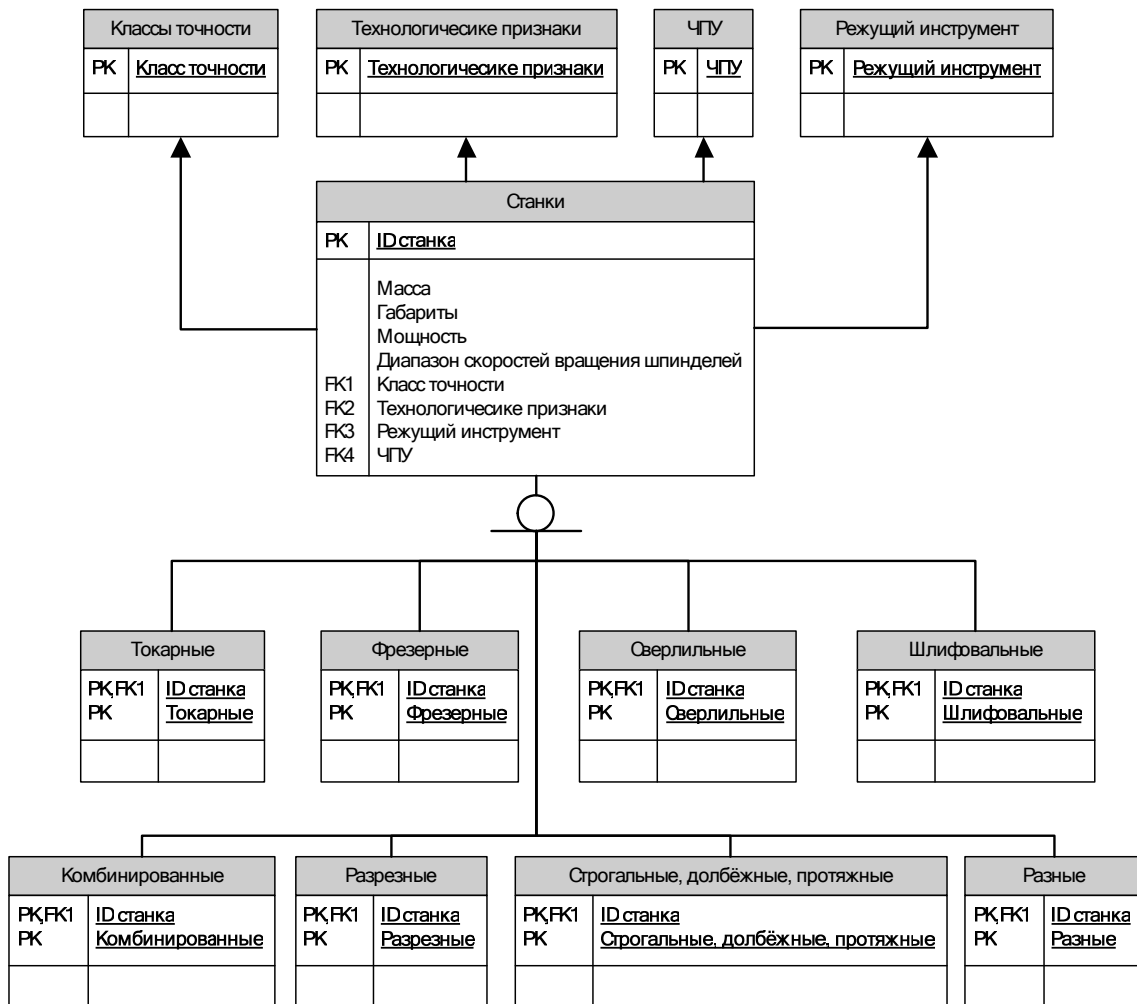 Классы точности
PK Класс точности
Технологичесике признаки
PK Технологичесике признаки
ЧПУ
PK ЧПУ
Режущий инструмент
PK Режущий инструмент
Станки
PK ID станка
Масса
Габариты
Мощность
Диапазон скоростей вращения шпинделей
FK1 Класс точности
FK2 Технологичесике признаки
FK3 Режущий инструмент
FK4 ЧПУ
Токарные
PK,FK1 ID станка
PK Токарные
Фрезерные
PK,FK1 ID станка
PK Фрезерные
Сверлильные
PK,FK1 ID станка
PK Сверлильные
Шлифовальные
PK,FK1 ID станка
PK Шлифовальные
Комбинированные
PK,FK1 ID станка
PK Комбинированные
Разрезные
PK,FK1 ID станка
PK Разрезные
Строгальные, долбёжные, протяжные
PK,FK1 ID станка
PK Строгальные, долбёжные, протяжные
Разные
PK,FK1 ID станка
PK Разные